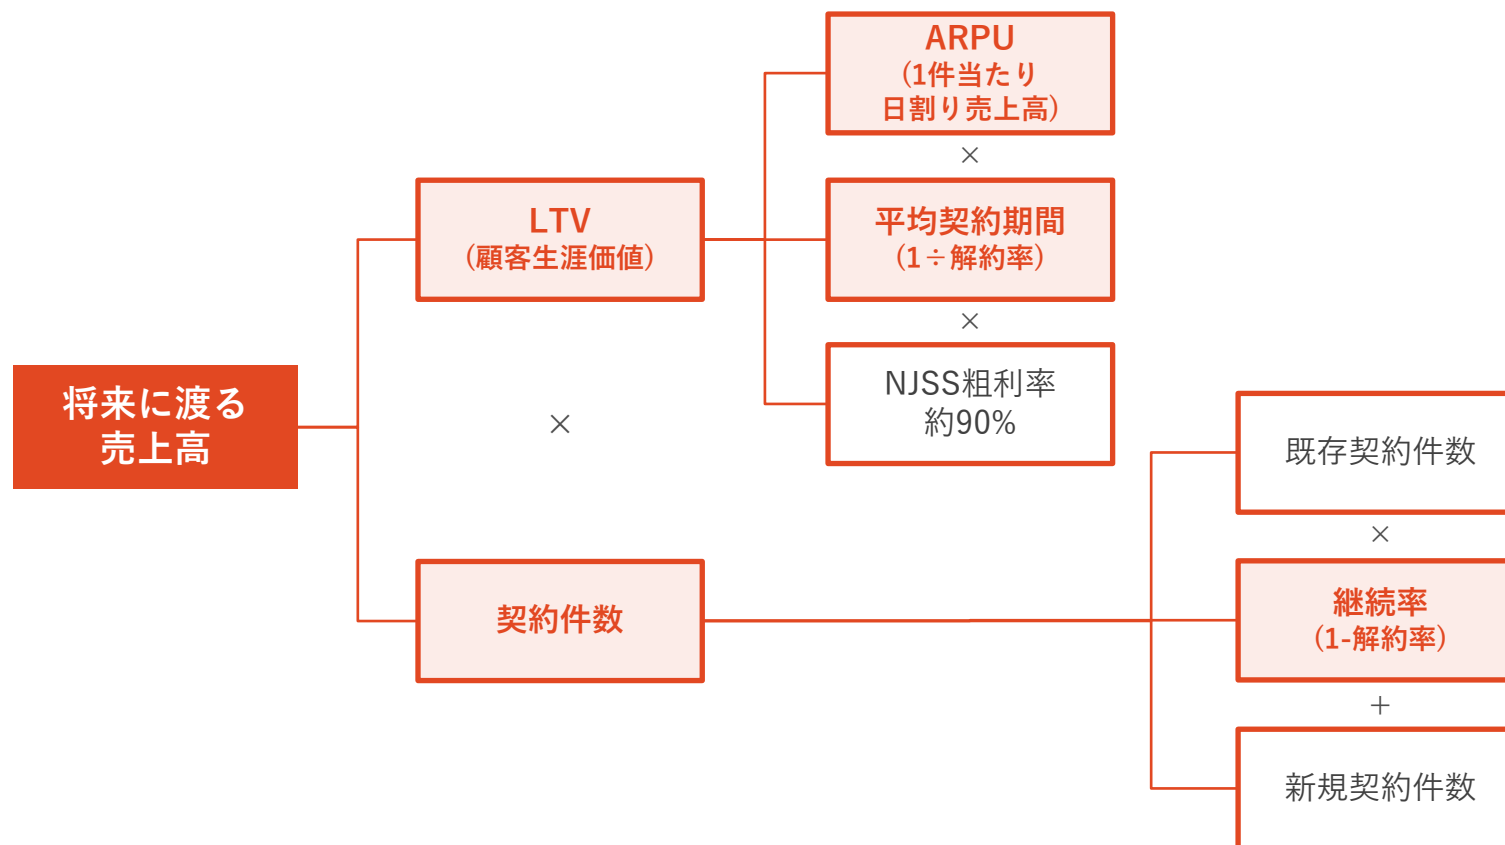 将来に渡る
売上高
LTV
(顧客生涯価値)
×
契約件数
ARPU
(1件当たり
日割り売上高)
×
平均契約期間
(1÷解約率)
×
NJSS粗利率
約90%
既存契約件数
×
継続率
(1-解約率)
+
新規契約件数